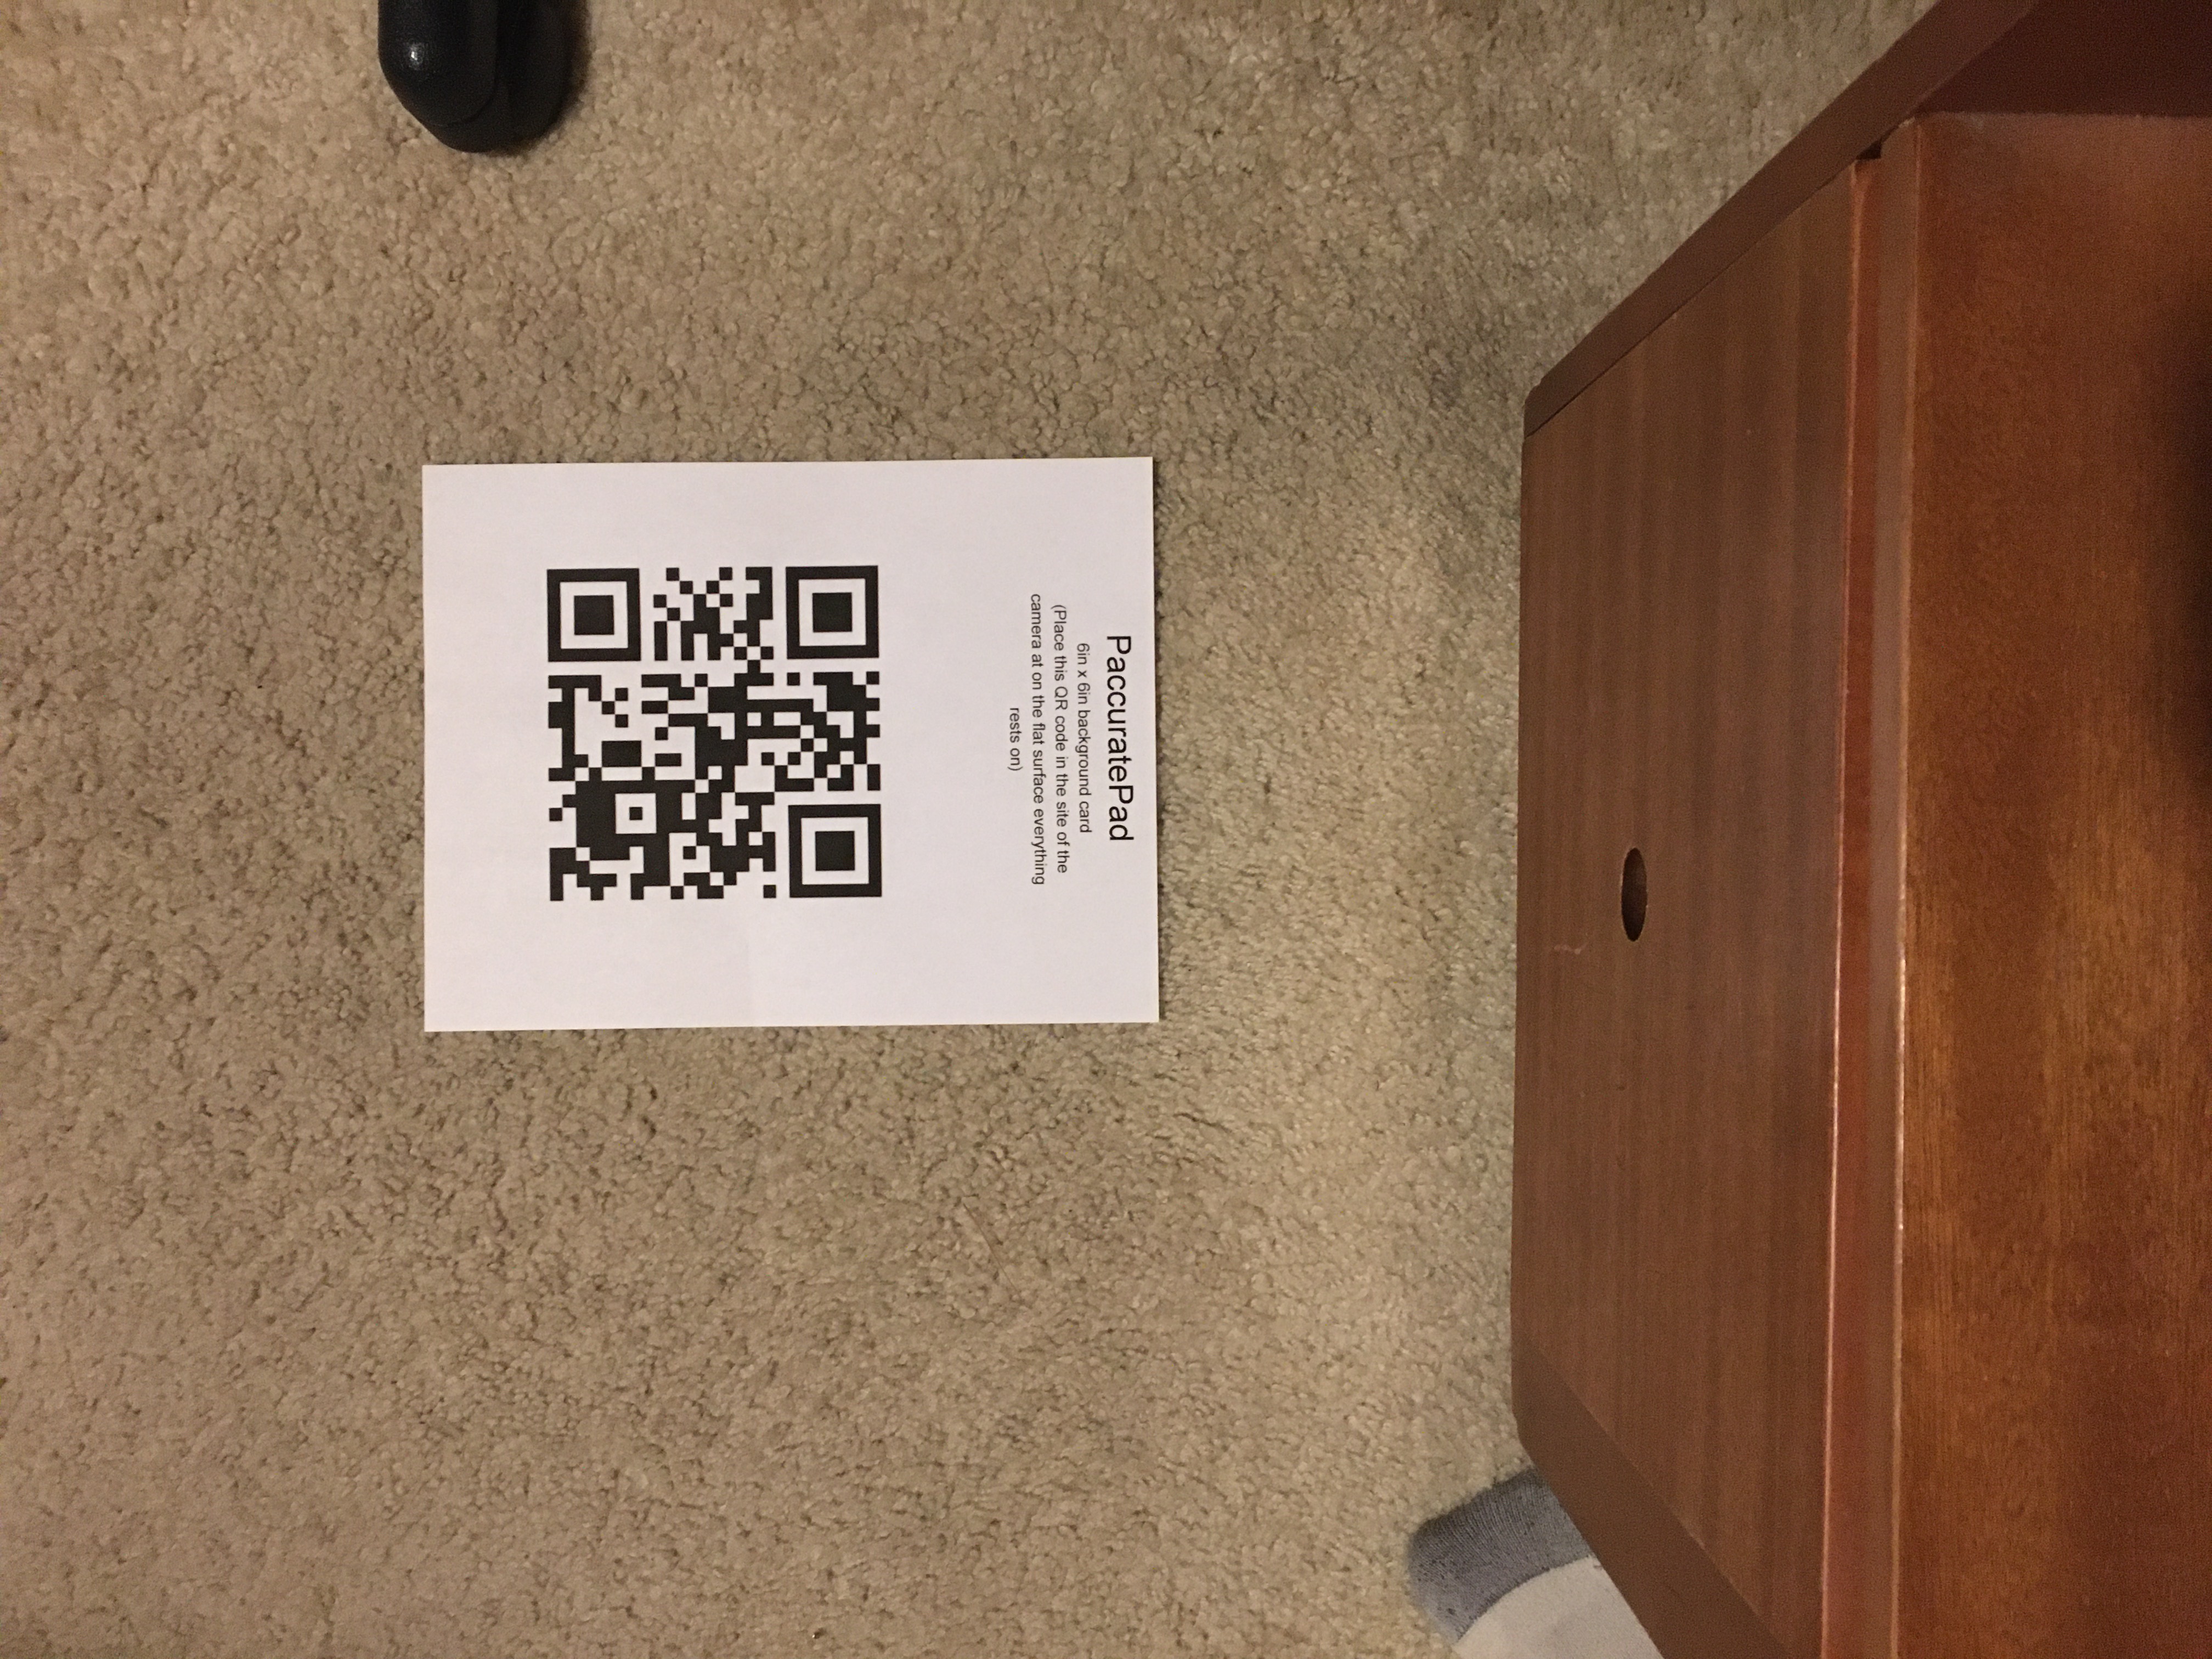 PaccuratePad
6in x 6in background card
(Place this QR code in the site of the
camera at on the flat surface everything
rests on)